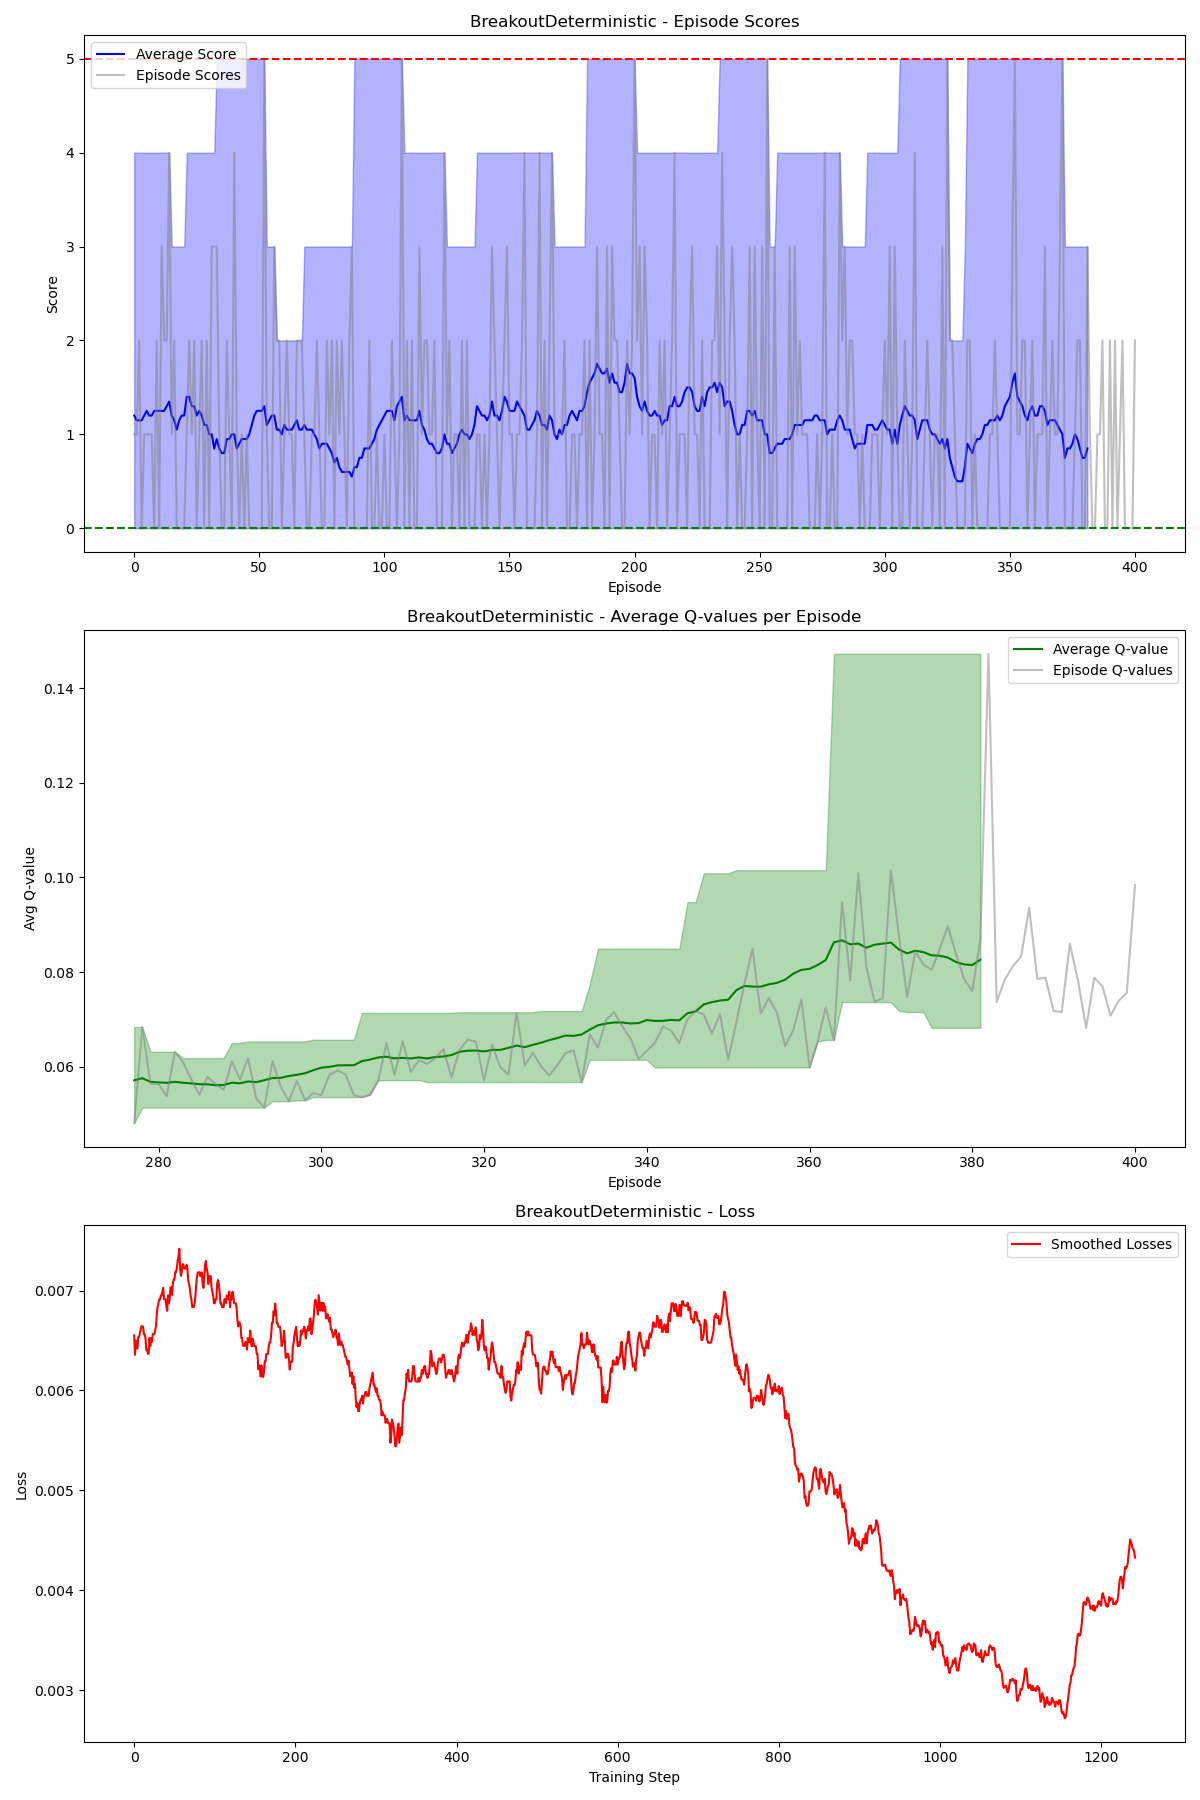 BreakoutDeterministic - Episode Scores
Average Score
Episode Scores
Score
5
4
3
2
1
0
0 50 100 150 200 250 300 350 400
Episode
BreakoutDeterministic - Average Q-values per Episode
Average Q-value
Episode Q-values
Avg Q-value
0.14
0.12
0.10
0.08
0.06
280 300 320 340 360 380 400
Episode
BreakoutDeterministic - Loss
Smoothed Losses
Loss
0.007
0.006
0.005
0.004
0.003
0 200 400 600 800 1000 1200
Training Step